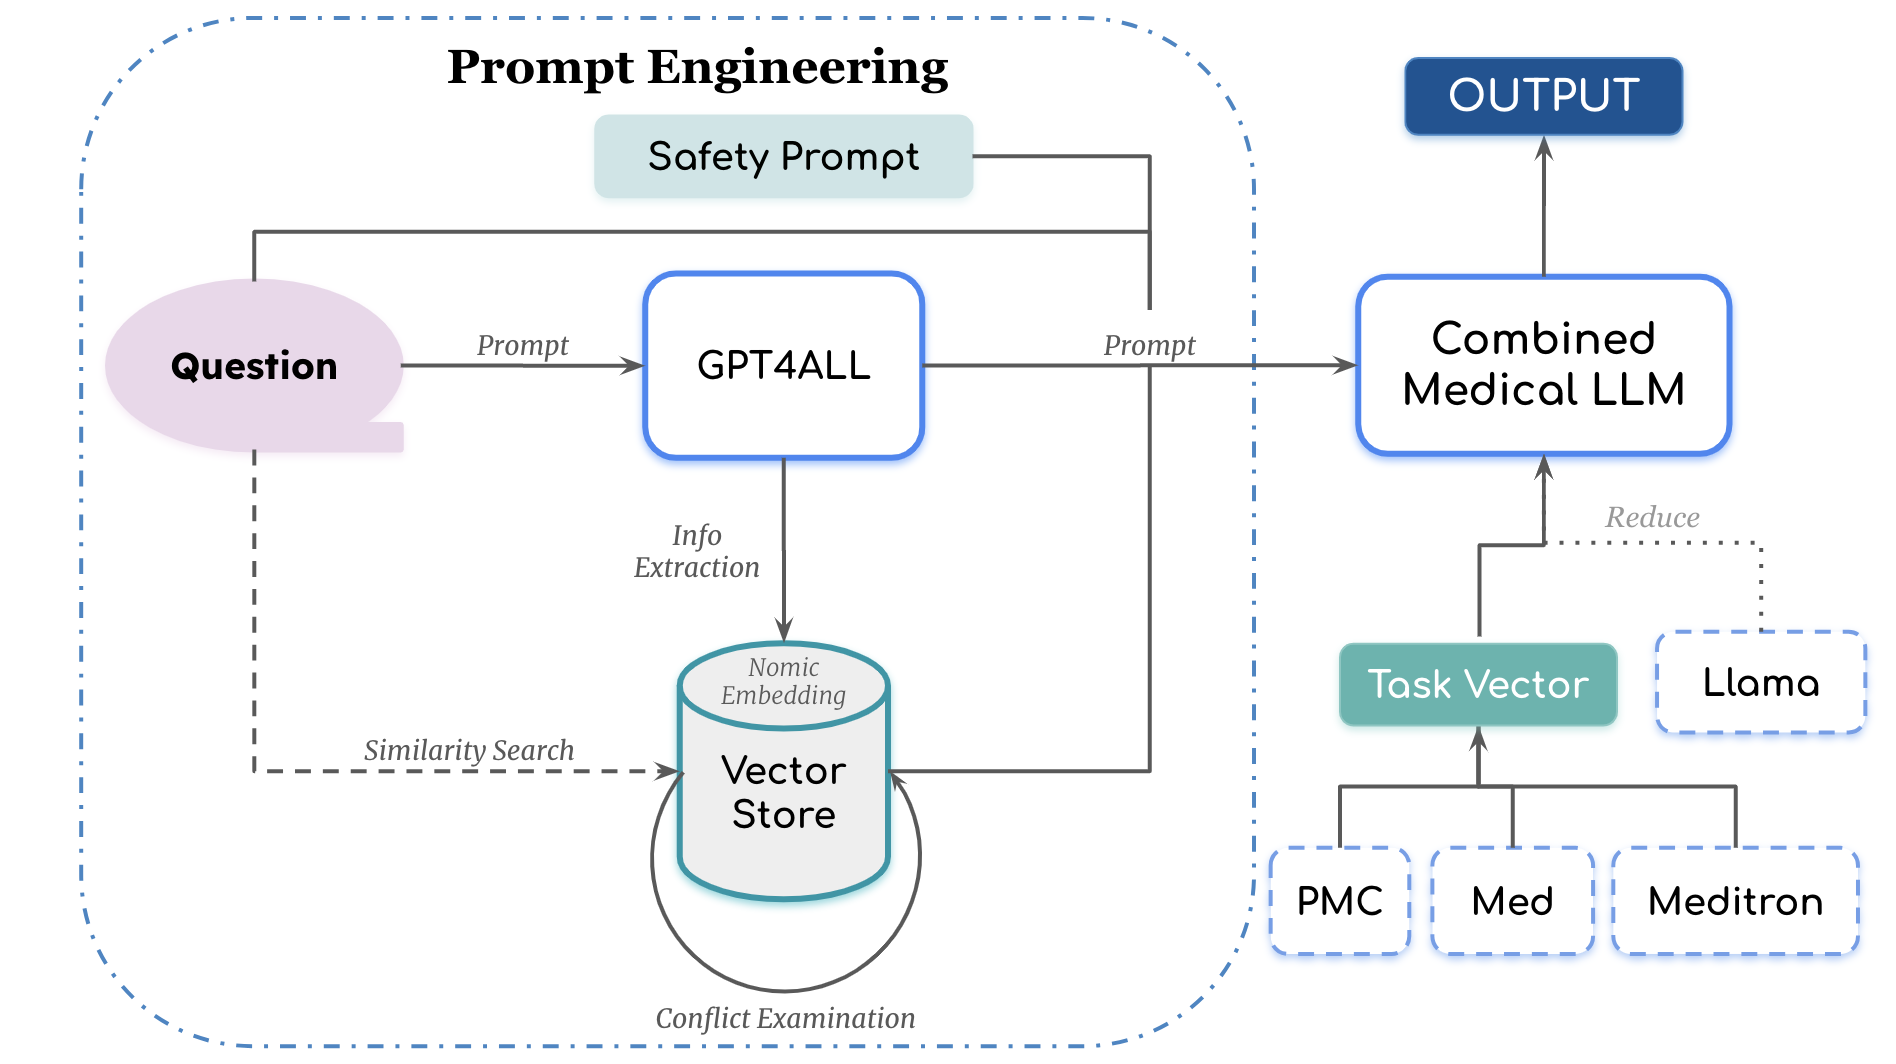 Prompt Engineering
Safety Prompt
OUTPUT
Question
Prompt
GPT4ALL
Prompt
Combined
Medical LLM
Info
Extraction
Reduce
Nomic
Embedding
Similarity Search
Vector
Store
Conflict Examination
Task Vector
Llama
PMC
Med
Meditron